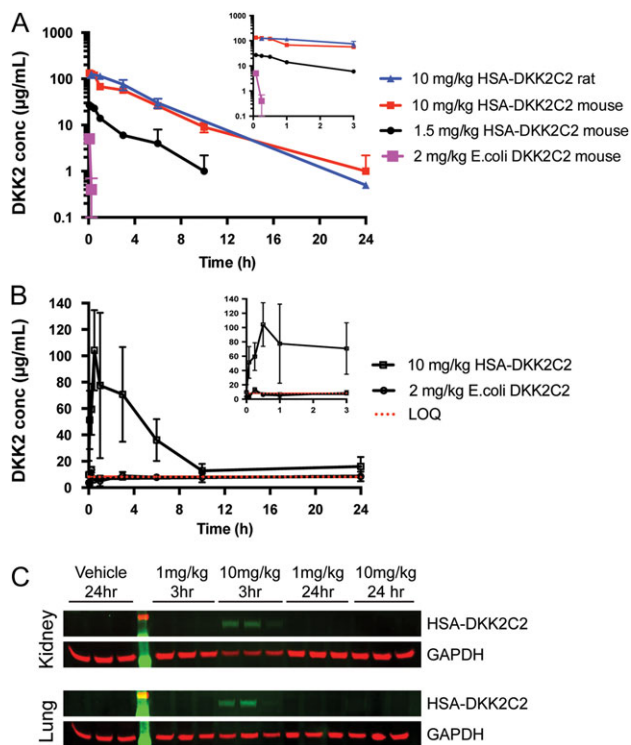 A
DKK2 conc (µg/mL)
1000
100
10
1
0.1
0 4 8 12 16 20 24
Time (h)
1000
100
10
1
0.1
0 1 2 3
10 mg/kg HSA-DKK2C2 rat
10 mg/kg HSA-DKK2C2 mouse
1.5 mg/kg HSA-DKK2C2 mouse
2 mg/kg E.coli DKK2C2 mouse
B
DKK2 conc (µg/mL)
140
120
100
80
60
40
20
0
0 4 8 12 16 20 24
Time (h)
140
120
100
80
60
40
20
0
0 1 2 3
10 mg/kg HSA-DKK2C2
2 mg/kg E.coli DKK2C2
LOQ
C
Vehicle 1mg/kg 10mg/kg 1mg/kg 10mg/kg
24hr 3hr 3hr 24hr 24 hr
Kidney
HSA-DKK2C2
GAPDH
Lung
HSA-DKK2C2
GAPDH